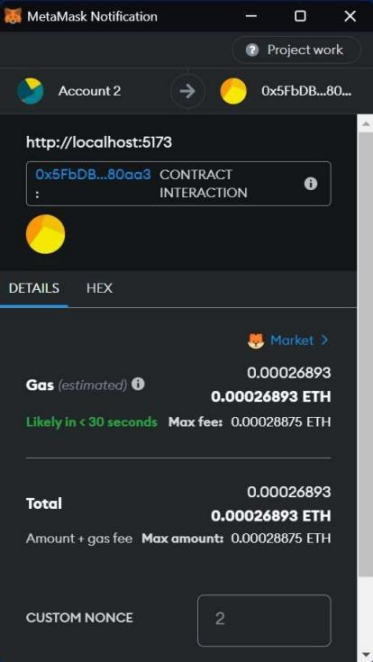 MetaMask Notification
Project work
Account 2
0x5FbDB...80...
http://localhost:5173
0x5FbDB...80aa3 CONTRACT
: INTERACTION
DETAILS HEX
Market >
0.00026893
Gas (estimated) 0.00026893 ETH
Likely in < 30 seconds Max fee: 0.00028875 ETH
0.00026893
Total 0.00026893 ETH
Amount + gas fee Max amount: 0.00028875 ETH
CUSTOM NONCE 2